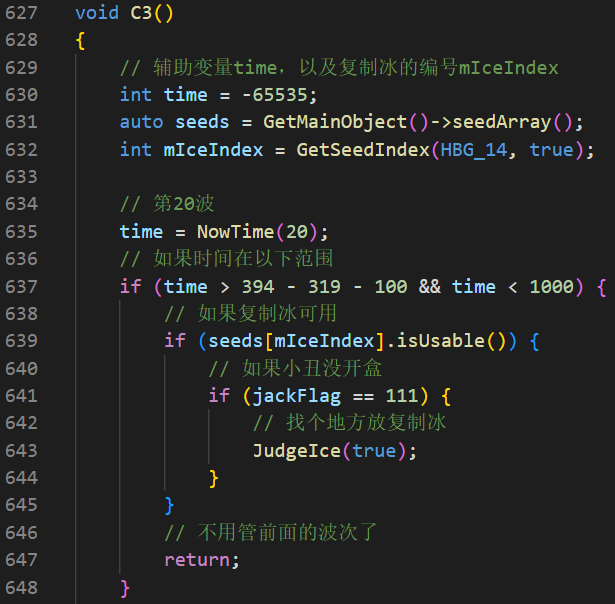 627 void C3()
628 {
629     // 辅助变量time，以及复制冰的编号mIceIndex
630     int time = -65535;
631     auto seeds = GetMainObject()->seedArray();
632     int mIceIndex = GetSeedIndex(HBG_14, true);
633
634     // 第20波
635     time = NowTime(20);
636     // 如果时间在以下范围
637     if (time > 394 - 319 - 100 && time < 1000) {
638         // 如果复制冰可用
639         if (seeds[mIceIndex].isUsable()) {
640             // 如果小丑没开盒
641             if (jackFlag == 111) {
642                 // 找个地方放复制冰
643                 JudgeIce(true);
644             }
645         }
646         // 不用管前面的波次了
647         return;
648     }